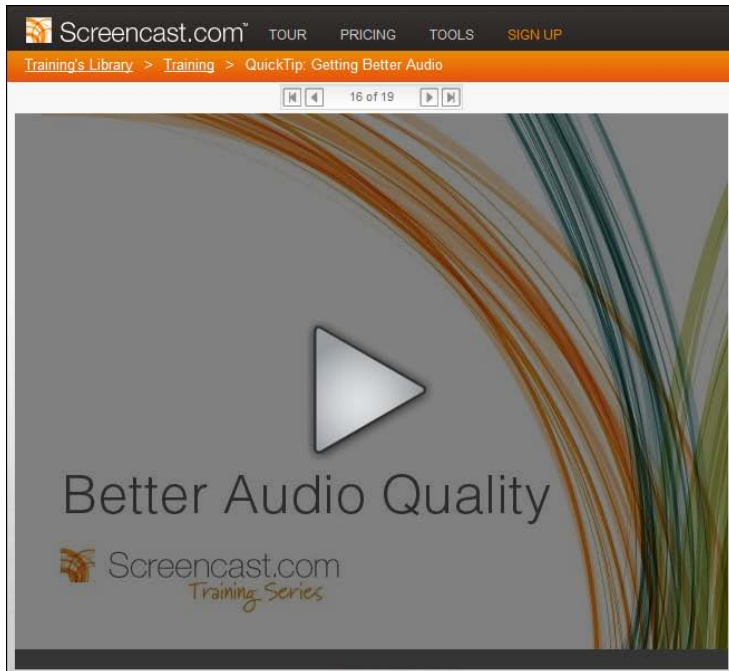 Screencast.com™ TOUR PRICING TOOLS SIGN UP
Training's Library > Training > QuickTip: Getting Better Audio
16 of 19
Better Audio Quality
Screencast.com
Training Series